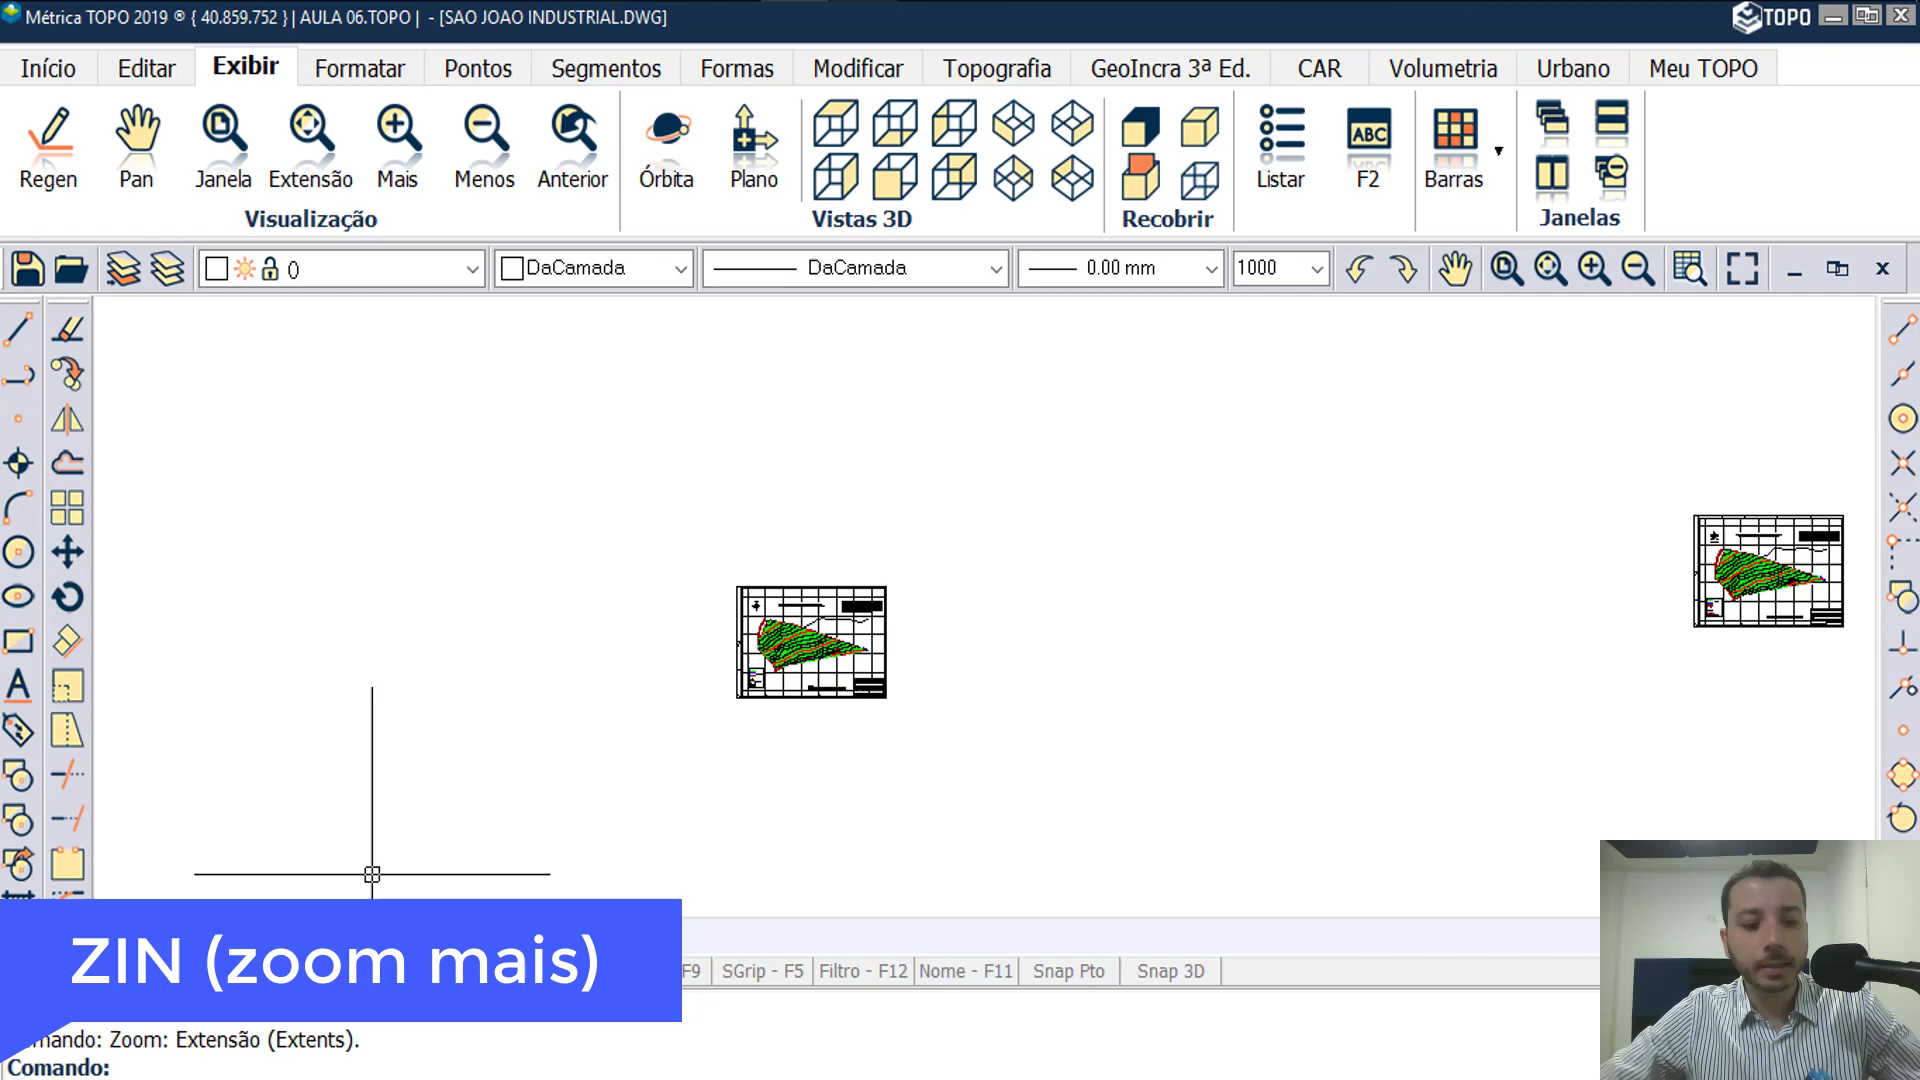 Métrica TOPO 2019 ® { 40.859.752 } | AULA 06.TOPO | - [SAO JOAO INDUSTRIAL.DWG]
TOPO
Início Editar Exibir Formatar Pontos Segmentos Formas Modificar Topografia GeoIncra 3ª Ed. CAR Volumetria Urbano Meu TOPO
ABC
Regen Pan Janela Extensão Mais Menos Anterior Órbita Plano Listar F2 Barras
Visualização Vistas 3D Recobrir Janelas
0 DaCamada DaCamada 0.00 mm 1000
A
ZIN (zoom mais)
F9 SGrip - F5 Filtro - F12 Nome - F11 Snap Pto Snap 3D
omando: Zoom: Extensão (Extents).
Comando: